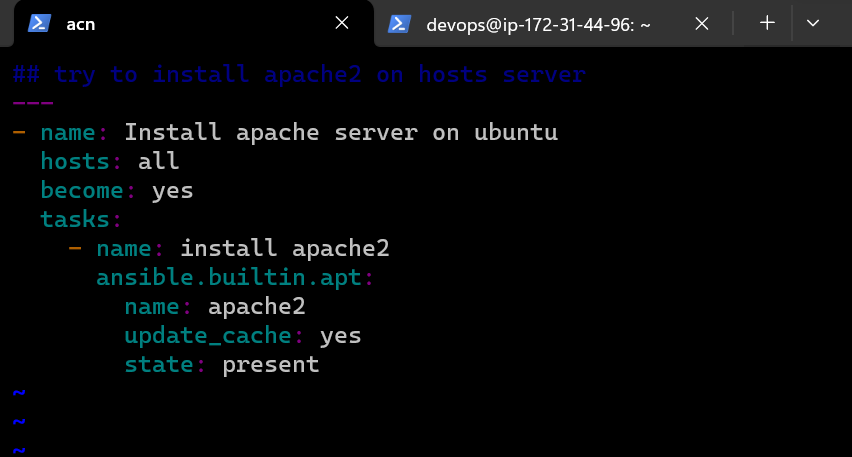 acn
devops@ip-172-31-44-96: ~
## try to install apache2 on hosts server
---
- name: Install apache server on ubuntu
  hosts: all
  become: yes
  tasks:
    - name: install apache2
      ansible.builtin.apt:
        name: apache2
        update_cache: yes
        state: present
~
~
~